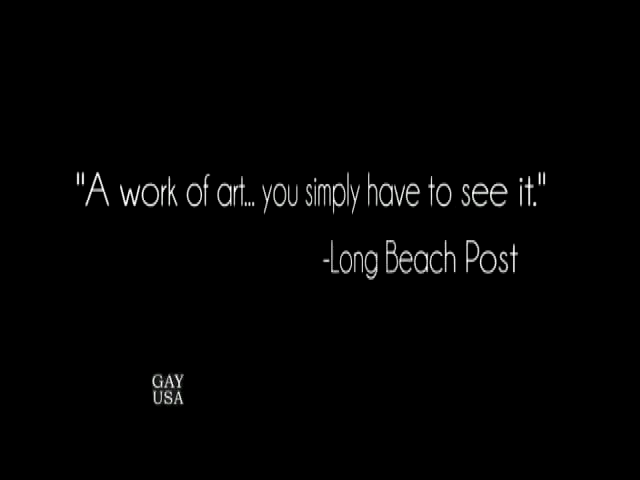 "A work of art... you simply have to see it."
-Long Beach Post
GAY
USA